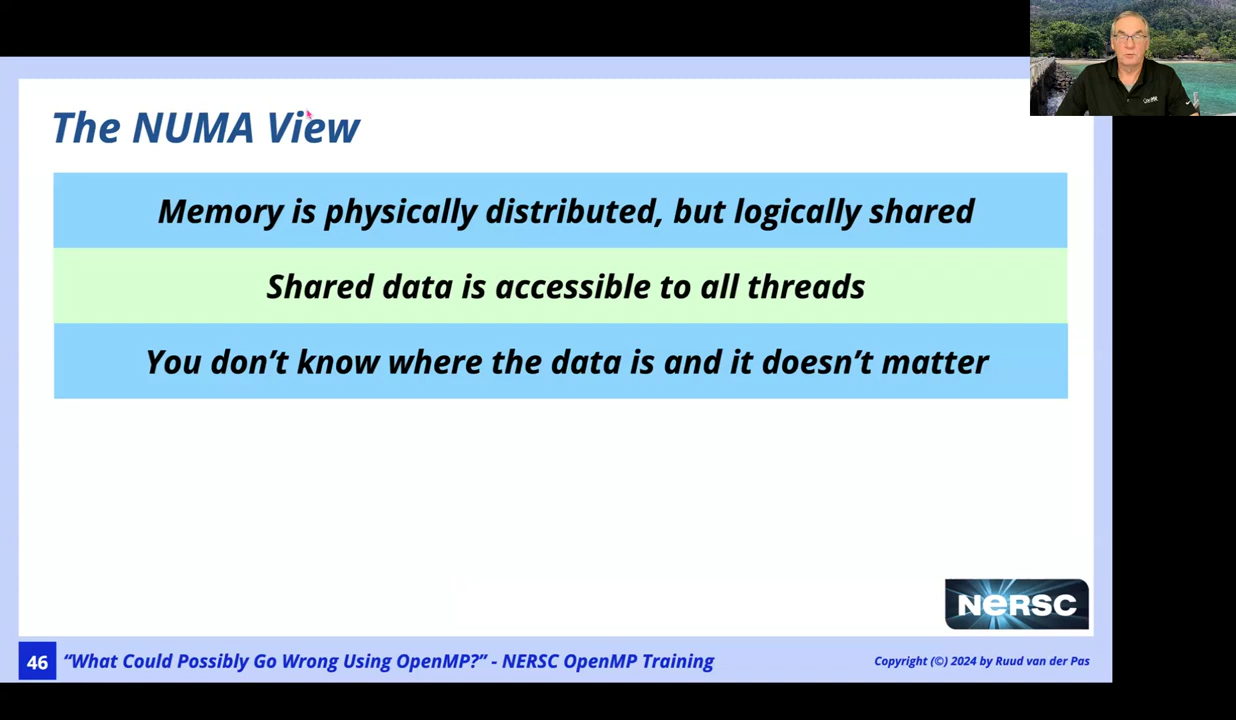 The NUMA View
Memory is physically distributed, but logically shared
Shared data is accessible to all threads
You don’t know where the data is and it doesn’t matter
NeRSC
46
“What Could Possibly Go Wrong Using OpenMP?” - NERSC OpenMP Training
Copyright (©) 2024 by Ruud van der Pas